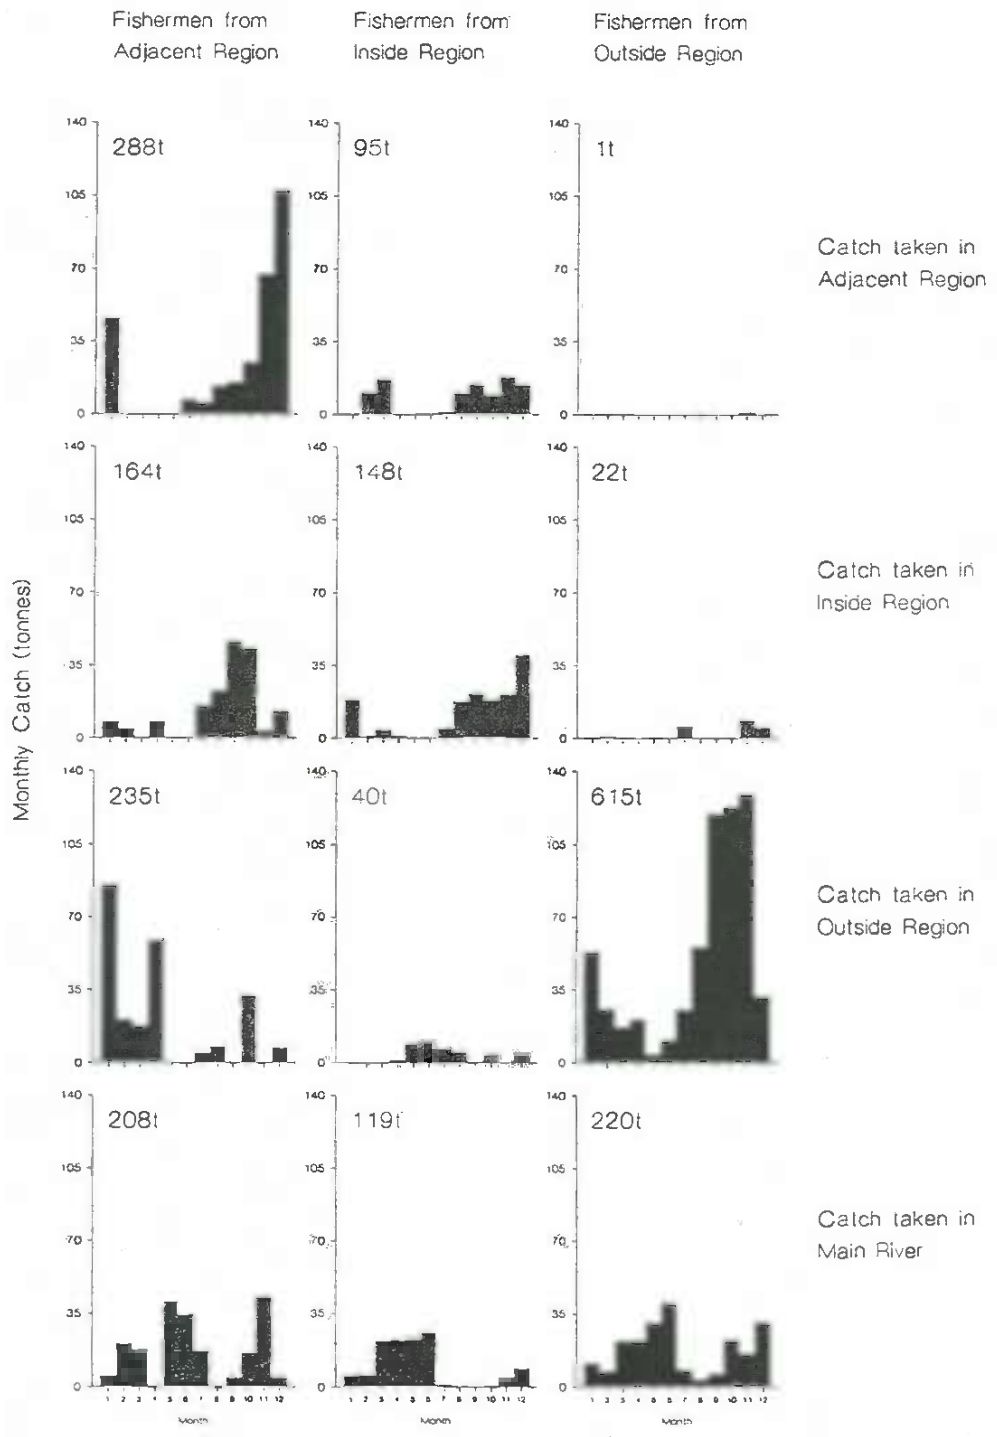 Fishermen from
Adjacent Region
Fishermen from
Inside Region
Fishermen from
Outside Region
140
105
70
35
0
288t
140
105
70
35
0
95t
140
105
70
35
0
1t
Catch taken in
Adjacent Region
140
105
70
35
0
164t
140
105
70
35
0
148t
140
105
70
35
0
22t
Catch taken in
Inside Region
Monthly Catch (tonnes)
140
105
70
35
0
235t
140
105
70
35
0
40t
140
105
70
35
0
615t
Catch taken in
Outside Region
140
105
70
35
0
208t
1 2 3 4 5 6 7 8 9 10 11 12
Month
140
105
70
35
0
119t
1 2 3 4 5 6 7 8 9 10 11 12
Month
140
105
70
35
0
220t
1 2 3 4 5 6 7 8 9 10 11 12
Month
Catch taken in
Main River